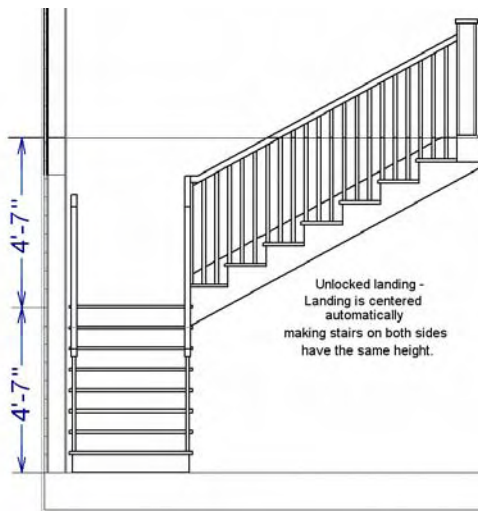 4'-7"
4'-7"
Unlocked landing -
Landing is centered
automatically
making stairs on both sides
have the same height.